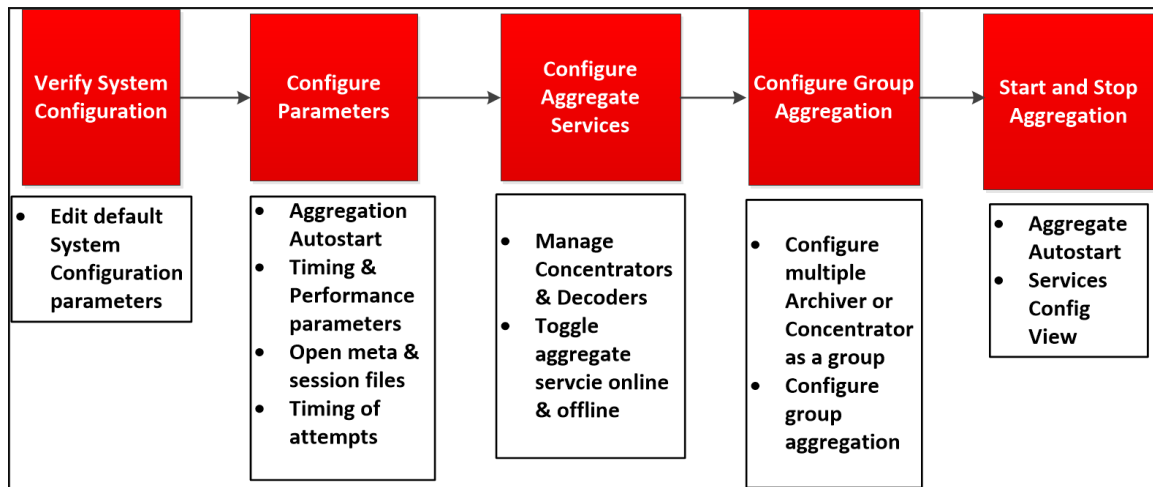 Verify System
Configuration
Configure
Parameters
Configure
Aggregate
Services
Configure Group
Aggregation
Start and Stop
Aggregation
• Edit default
System
Configuration
parameters
• Aggregation
Autostart
• Timing &
Performance
parameters
• Open meta &
session files
• Timing of
attempts
• Manage
Concentrators
& Decoders
• Toggle
aggregate
servcie online
& offline
• Configure
multiple
Archiver or
Concentrator
as a group
• Configure
group
aggregation
• Aggregate
Autostart
• Services
Config
View